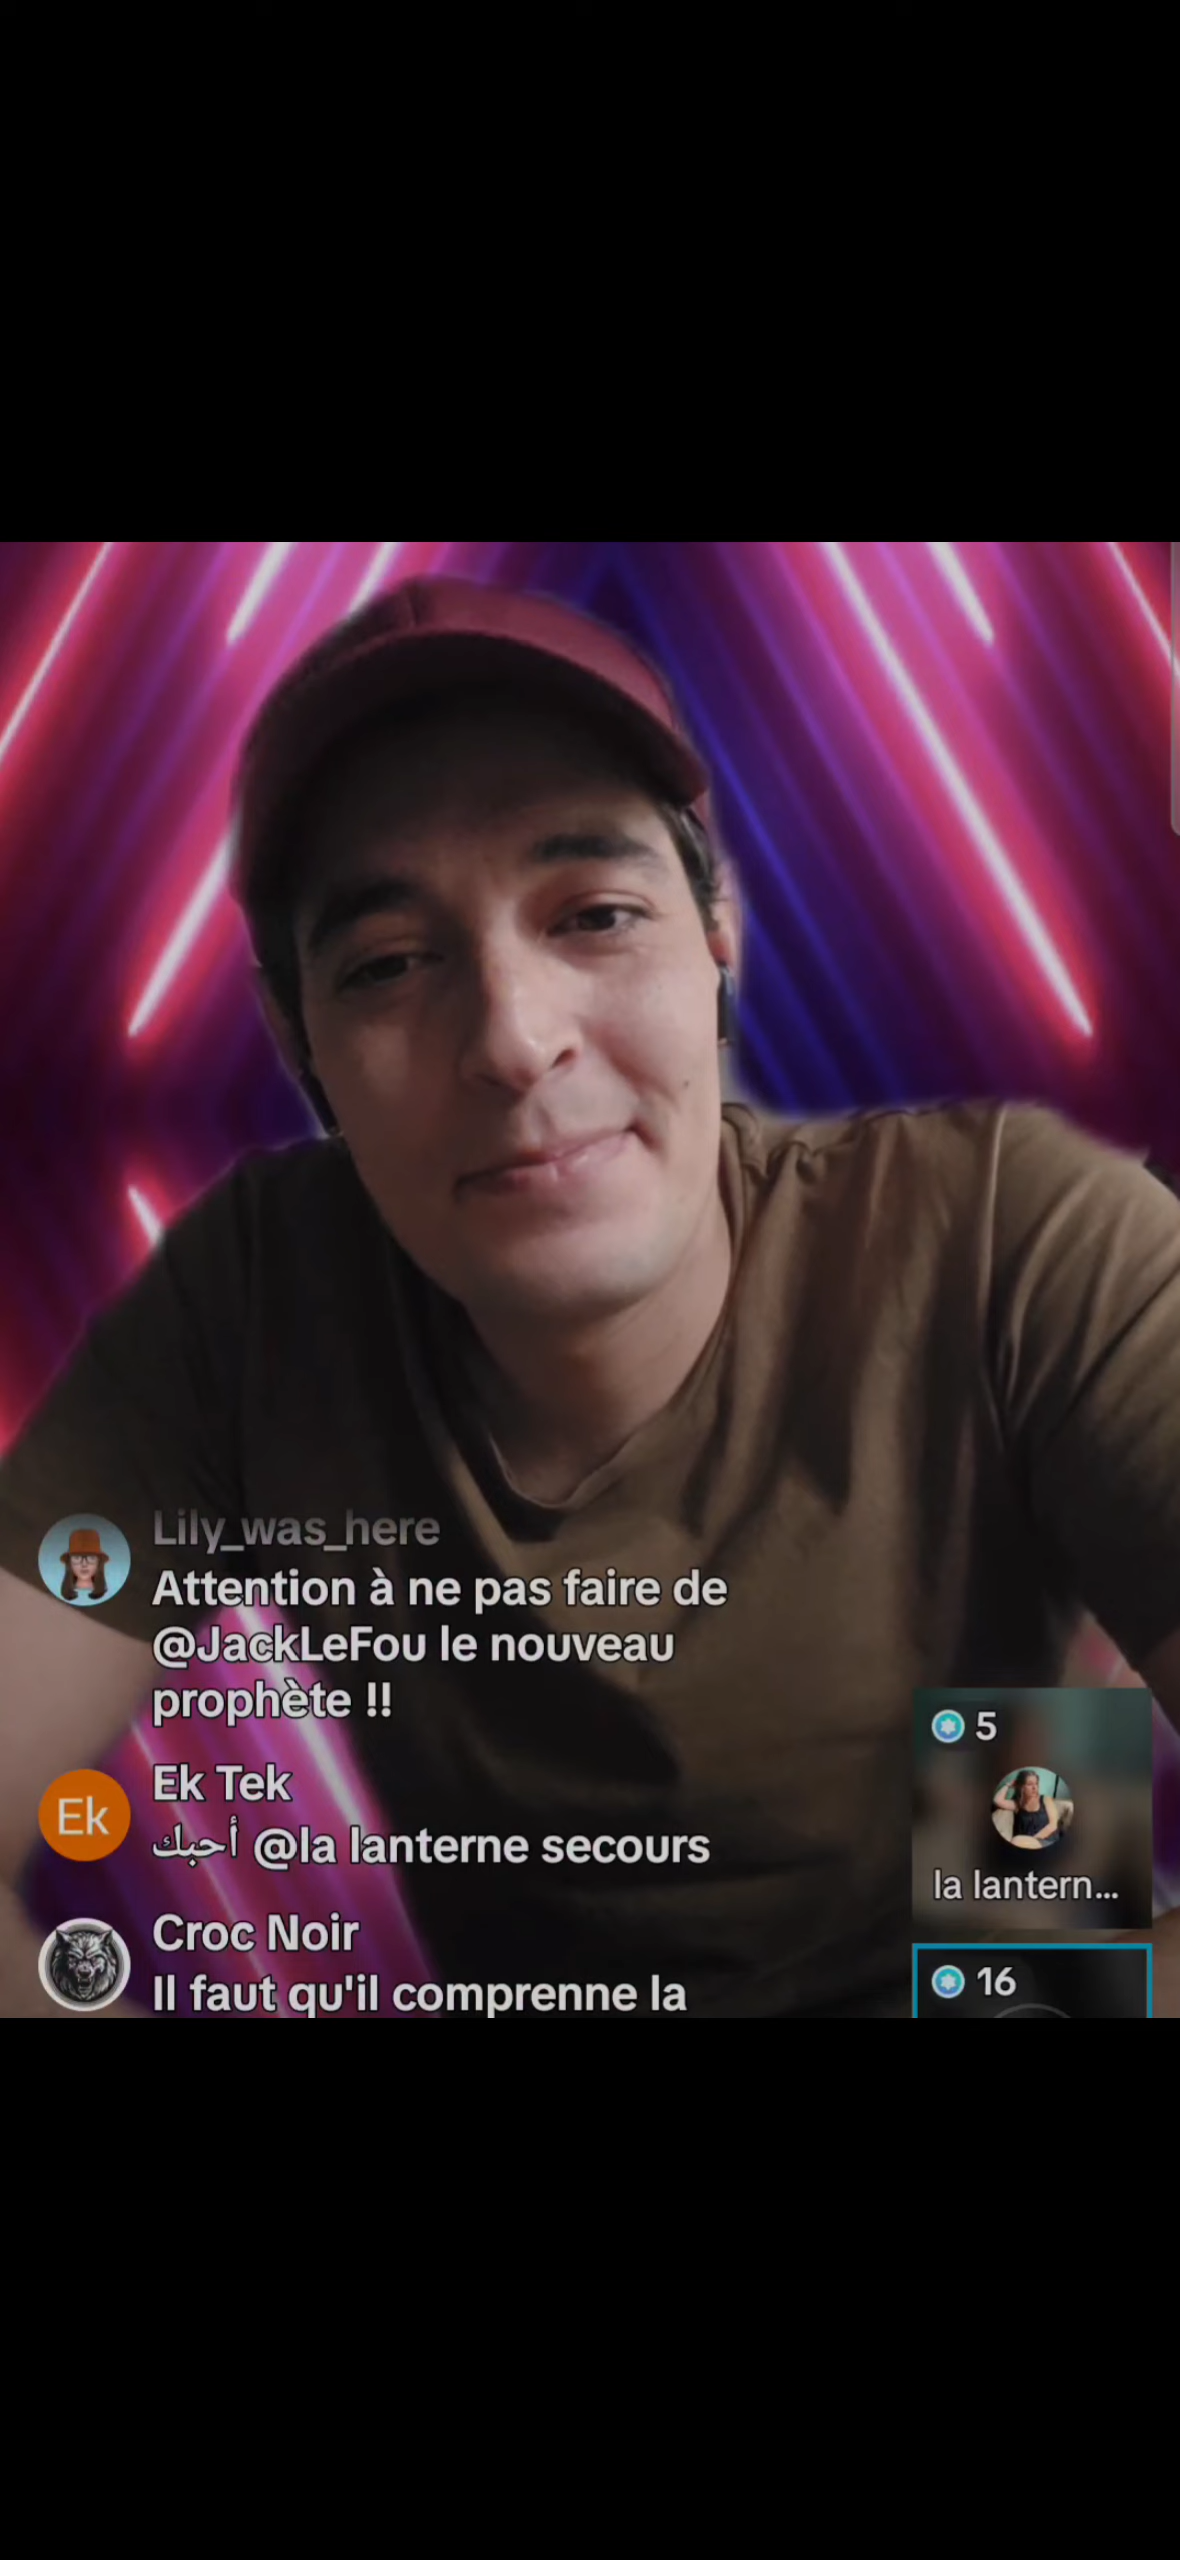 Lily_was_here
Attention à ne pas faire de
@JackLeFou le nouveau
prophète !!
Ek
Ek Tek
أحبك @la lanterne secours
Croc Noir
Il faut qu'il comprenne la
5
la lantern...
16